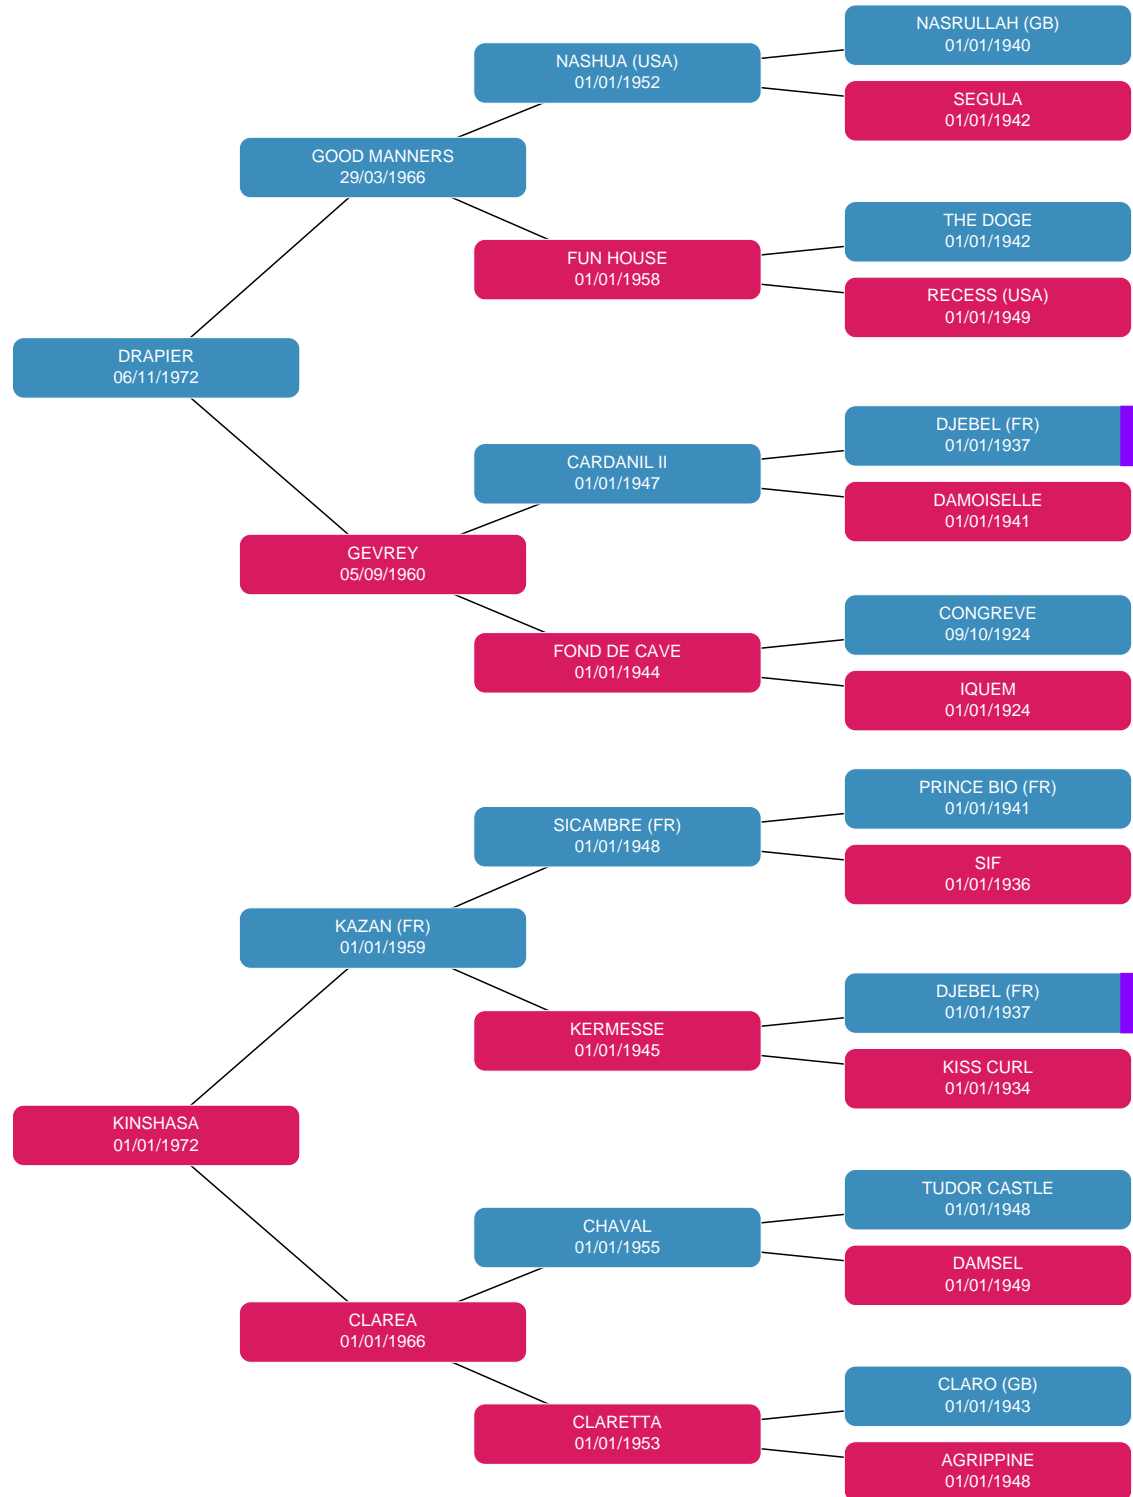 NASRULLAH (GB)
01/01/1940
NASHUA (USA)
01/01/1952
SEGULA
01/01/1942
GOOD MANNERS
29/03/1966
THE DOGE
01/01/1942
FUN HOUSE
01/01/1958
RECESS (USA)
01/01/1949
DRAPIER
06/11/1972
DJEBEL (FR)
01/01/1937
CARDANIL II
01/01/1947
DAMOISELLE
01/01/1941
GEVREY
05/09/1960
CONGREVE
09/10/1924
FOND DE CAVE
01/01/1944
IQUEM
01/01/1924
PRINCE BIO (FR)
01/01/1941
SICAMBRE (FR)
01/01/1948
SIF
01/01/1936
KAZAN (FR)
01/01/1959
DJEBEL (FR)
01/01/1937
KERMESSE
01/01/1945
KISS CURL
01/01/1934
KINSHASA
01/01/1972
TUDOR CASTLE
01/01/1948
CHAVAL
01/01/1955
DAMSEL
01/01/1949
CLAREA
01/01/1966
CLARO (GB)
01/01/1943
CLARETTA
01/01/1953
AGRIPPINE
01/01/1948